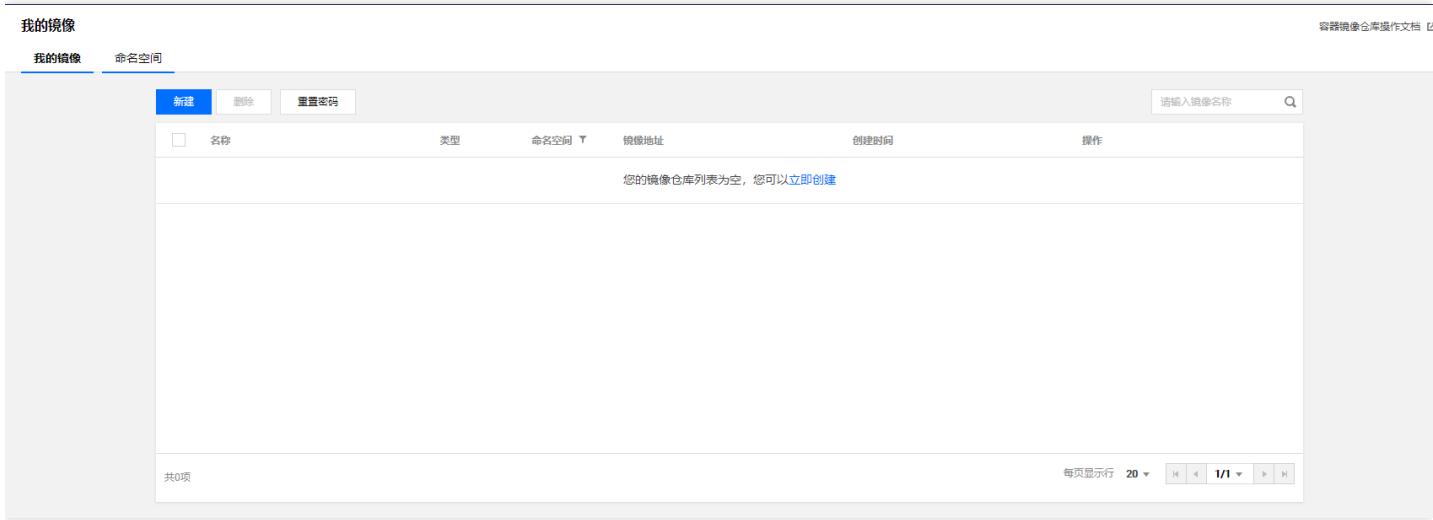 我的镜像
容器镜像仓库操作文档
我的镜像 命名空间
新建 删除 重置密码 请输入镜像名称
名称 类型 命名空间 镜像地址 创建时间 操作
您的镜像仓库列表为空，您可以立即创建
共0项 每页显示行 20 1/1